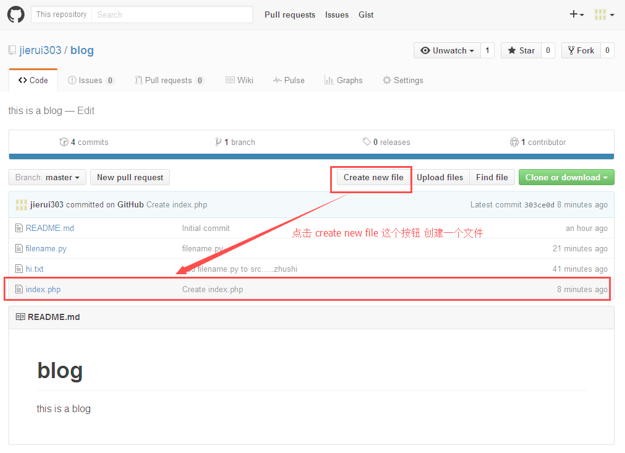 This repository Search Pull requests Issues Gist
jierui303 / blog Unwatch 1 Star 0 Fork 0
Code Issues 0 Pull requests 0 Wiki Pulse Graphs Settings
this is a blog — Edit
4 commits 1 branch 0 releases 1 contributor
Branch: master New pull request Create new file Upload files Find file Clone or download
jierui303 committed on GitHub Create index.php Latest commit 303ce0d 8 minutes ago
README.md Initial commit an hour ago
点击 create new file 这个按钮 创建一个文件
filename.py filename.py 21 minutes ago
hi.txt filename.py to src.....zhushi 41 minutes ago
index.php Create index.php 8 minutes ago
README.md
blog
this is a blog